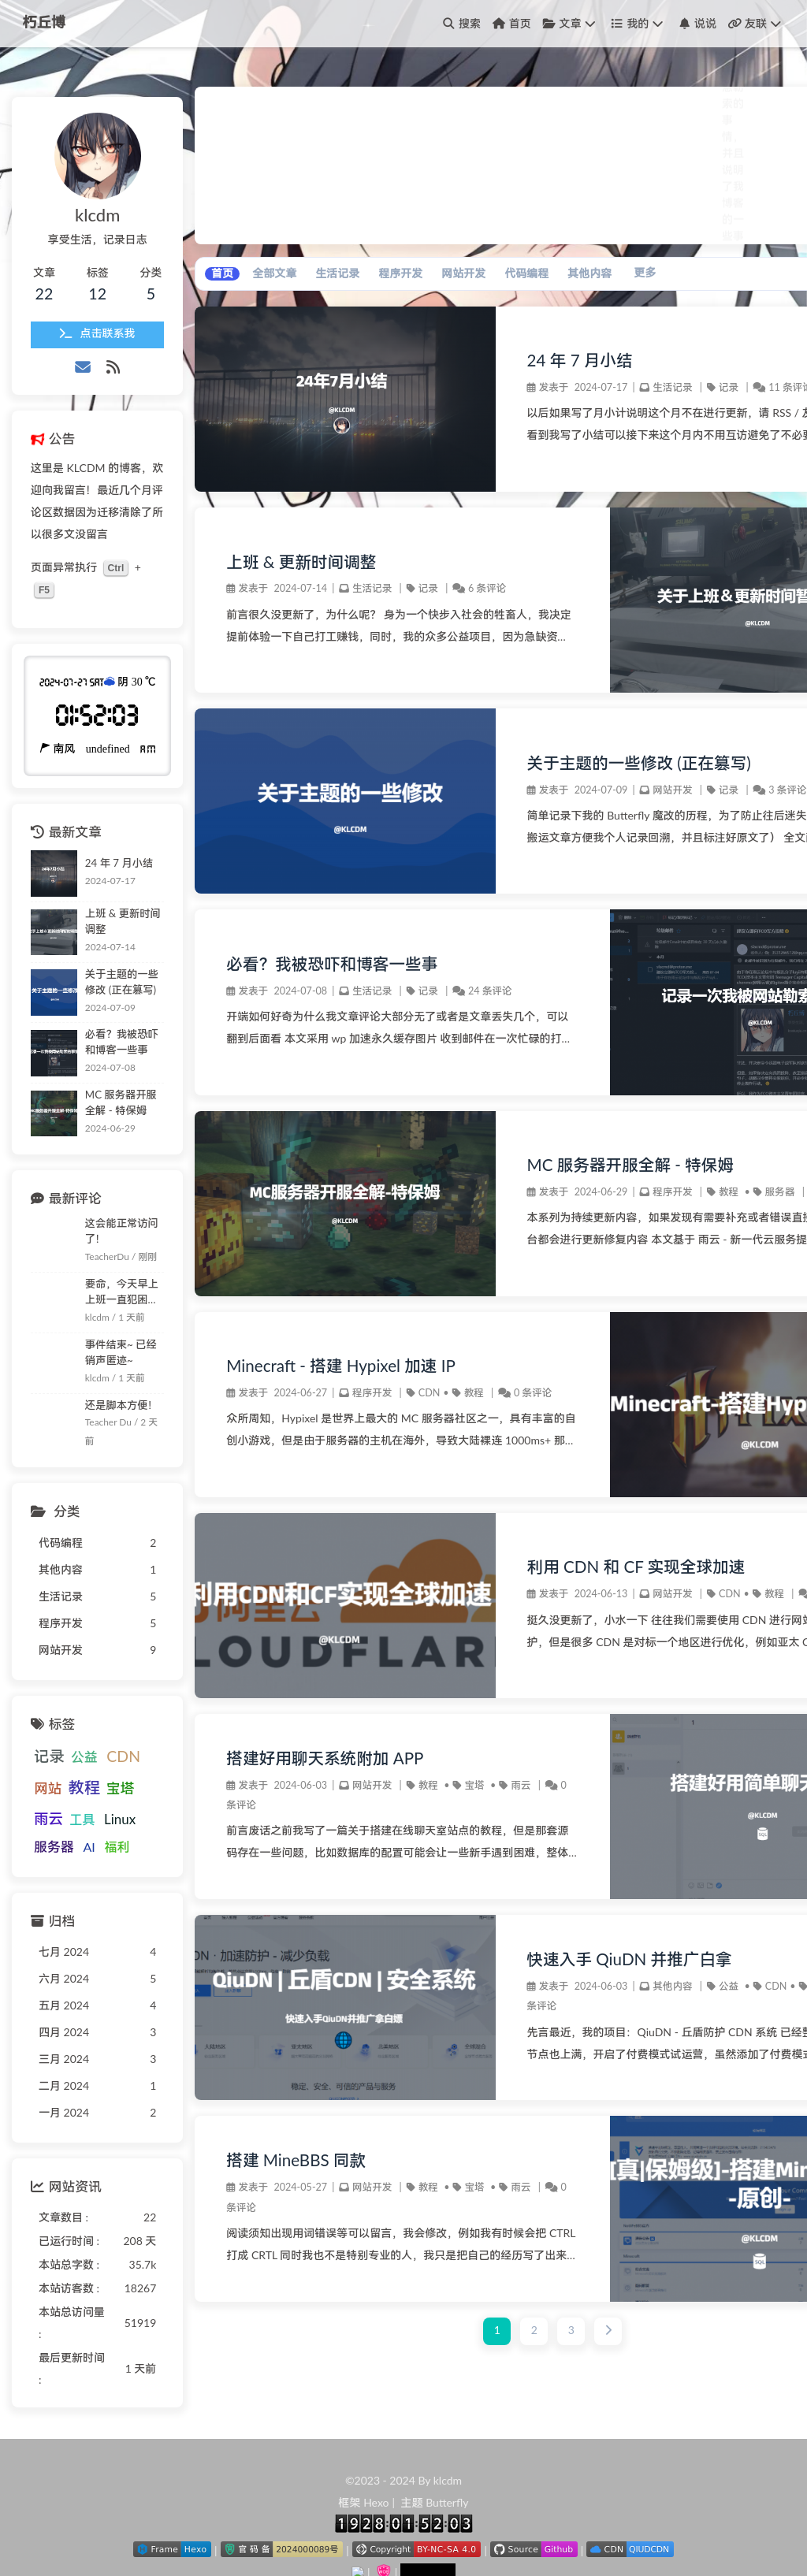 朽丘博
搜索 首页 文章 我的 说说 友联
klcdm
享受生活，记录日志
文章 标签 分类
22 12 5
点击联系我
公告
这里是 KLCDM 的博客，欢
迎向我留言！最近几个月评
论区数据因为迁移清除了所
以很多文没留言
页面异常执行 Ctrl +
F5
2024-07-27 SAT 阴 30 ℃
01:52:03
南风 undefined AM
最新文章
24 年 7 月小结
2024-07-17
上班 & 更新时间
调整
2024-07-14
关于主题的一些
修改 (正在篡写)
2024-07-09
必看？我被恐吓
和博客一些事
2024-07-08
MC 服务器开服
全解 - 特保姆
2024-06-29
最新评论
这会能正常访问
了！
TeacherDu / 刚刚
要命，今天早上
上班一直犯困...
klcdm / 1 天前
事件结束~ 已经
销声匿迹~
klcdm / 1 天前
还是脚本方便！
Teacher Du / 2 天
前
分类
代码编程 2
其他内容 1
生活记录 5
程序开发 5
网站开发 9
标签
记录 公益 CDN
网站 教程 宝塔
雨云 工具 Linux
服务器 AI 福利
归档
七月 2024 4
六月 2024 5
五月 2024 4
四月 2024 3
三月 2024 3
二月 2024 1
一月 2024 2
网站资讯
文章数目 : 22
已运行时间 : 208 天
本站总字数 : 35.7k
本站访客数 : 18267
本站总访问量
: 51919
最后更新时间
: 1 天前
首页 全部文章 生活记录 程序开发 网站开发 代码编程 其他内容 更多
24年7月小结
@KLCDM
24 年 7 月小结
发表于 2024-07-17 | 生活记录 | 记录 | 11 条评论
以后如果写了月小计说明这个月不在进行更新，请 RSS / 友
看到我写了小结可以接下来这个月内不用互访避免了不必要
上班 & 更新时间调整
发表于 2024-07-14 | 生活记录 | 记录 | 6 条评论
前言很久没更新了，为什么呢？ 身为一个快步入社会的牲畜人，我决定
提前体验一下自己打工赚钱，同时，我的众多公益项目，因为急缺资...
关于上班&更新时间暂
@KLCDM
关于主题的一些修改
@KLCDM
关于主题的一些修改 (正在篡写)
发表于 2024-07-09 | 网站开发 | 记录 | 3 条评论
简单记录下我的 Butterfly 魔改的历程，为了防止往后迷失
搬运文章方便我个人记录回溯，并且标注好原文了） 全文
必看？我被恐吓和博客一些事
发表于 2024-07-08 | 生活记录 | 记录 | 24 条评论
开端如何好奇为什么我文章评论大部分无了或者是文章丢失几个，可以
翻到后面看 本文采用 wp 加速永久缓存图片 收到邮件在一次忙碌的打...
记录一次我被网站勒索
@KLCDM
MC服务器开服全解-特保姆
@KLCDM
MC 服务器开服全解 - 特保姆
发表于 2024-06-29 | 程序开发 | 教程 • 服务器 |
本系列为持续更新内容，如果发现有需要补充或者错误直接
台都会进行更新修复内容 本文基于 雨云 - 新一代云服务提
Minecraft - 搭建 Hypixel 加速 IP
发表于 2024-06-27 | 程序开发 | CDN • 教程 | 0 条评论
众所周知，Hypixel 是世界上最大的 MC 服务器社区之一，具有丰富的自
创小游戏，但是由于服务器的主机在海外，导致大陆裸连 1000ms+ 那...
Minecraft-搭建Hyp
@KLCDM
利用CDN和CF实现全球加速
@KLCDM
利用 CDN 和 CF 实现全球加速
发表于 2024-06-13 | 网站开发 | CDN • 教程 |
挺久没更新了，小水一下 往往我们需要使用 CDN 进行网站
护，但是很多 CDN 是对标一个地区进行优化，例如亚太 C
搭建好用聊天系统附加 APP
发表于 2024-06-03 | 网站开发 | 教程 • 宝塔 • 雨云 | 0
条评论
前言废话之前我写了一篇关于搭建在线聊天室站点的教程，但是那套源
码存在一些问题，比如数据库的配置可能会让一些新手遇到困难，整体...
搭建好用简单聊天
@KLCDM
QiuDN | 丘盾CDN | 安全系统
快速入手QiuDN并推广拿白嫖
快速入手 QiuDN 并推广白拿
发表于 2024-06-03 | 其他内容 | 公益 • CDN •
条评论
先言最近，我的项目：QiuDN - 丘盾防护 CDN 系统 已经整
节点也上满，开启了付费模式试运营，虽然添加了付费模式
搭建 MineBBS 同款
发表于 2024-05-27 | 网站开发 | 教程 • 宝塔 • 雨云 | 0
条评论
阅读须知出现用词错误等可以留言，我会修改，例如我有时候会把 CTRL
打成 CRTL 同时我也不是特别专业的人，我只是把自己的经历写了出来...
[真|保姆级]-搭建Min
-原创-
@KLCDM
1 2 3
©2023 - 2024 By klcdm
框架 Hexo | 主题 Butterfly
1928:01:52:03
Frame Hexo | 官码备 2024000089号 | Copyright BY-NC-SA 4.0 | Source Github | CDN QIUDCDN